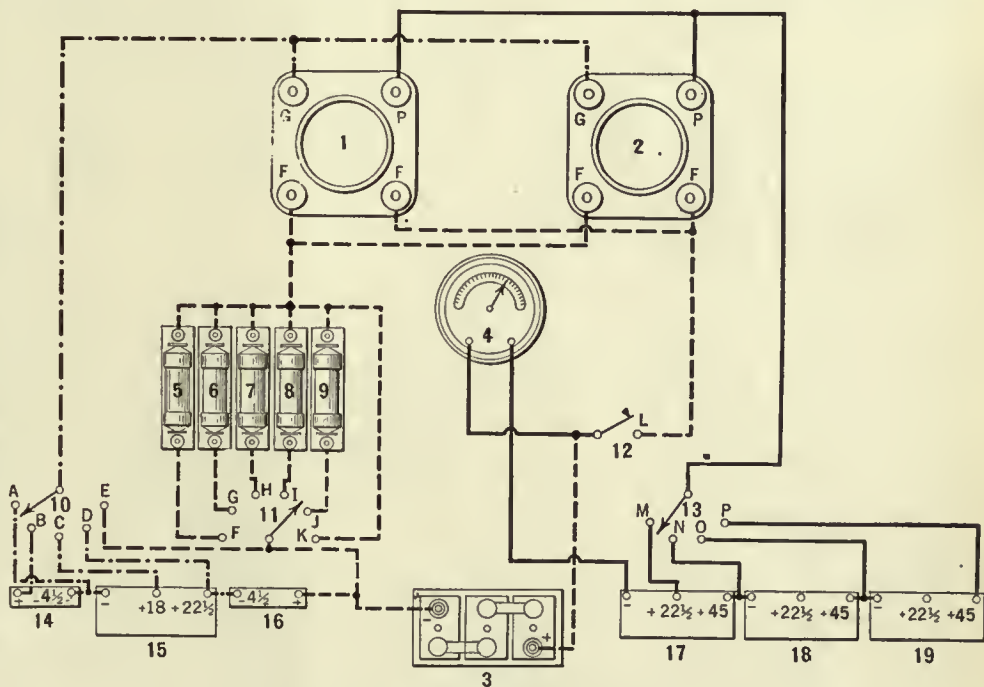 G
P
G
P
1
2
F
F
F
F
4
5
6
7
8
9
L
12
A
10
B
C
D
E
G
H
I
11
J
F
K
M
13
N
O
P
+ -4½-
-
+18 +22½
-4½ +
-
+
-
+22½ +45
-
+22½ +45
-
+22½ +45
14
15
16
3
17
18
19